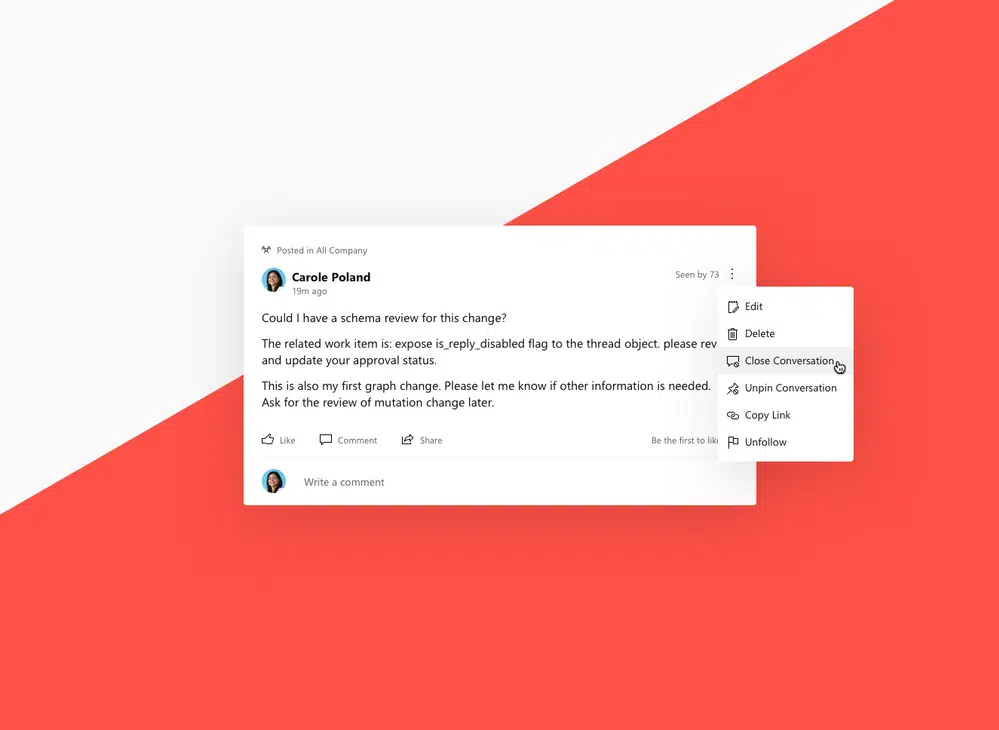 Posted in All Company
Carole Poland
Seen by 73
19m ago
Could I have a schema review for this change?
The related work item is: expose is_reply_disabled flag to the thread object. please
and update your approval status.
This is also my first graph change. Please let me know if other information is needed.
Ask for the review of mutation change later.
Like
Comment
Share
Be the first to
Write a comment
Edit
Delete
Close Conversation
Unpin Conversation
Copy Link
Unfollow